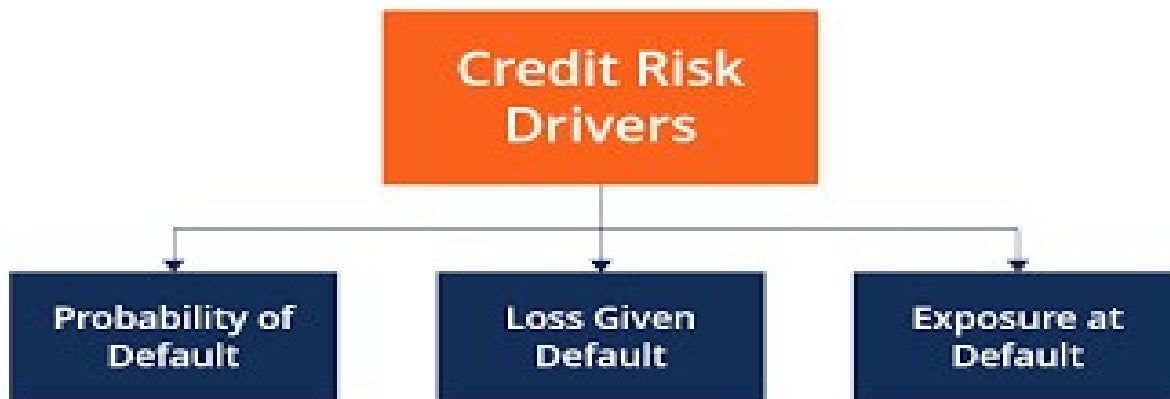 Credit Risk
Drivers
Probability of
Default
Loss Given
Default
Exposure at
Default